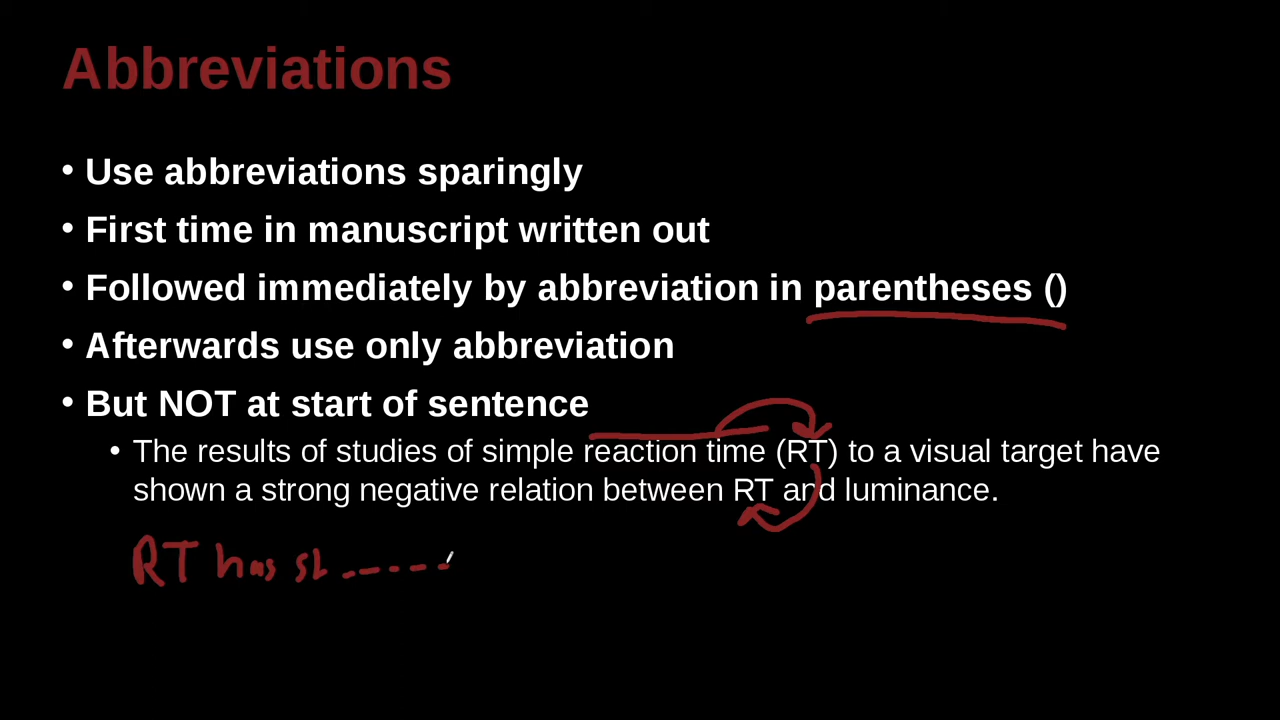 Abbreviations
• Use abbreviations sparingly
• First time in manuscript written out
• Followed immediately by abbreviation in parentheses ()
• Afterwards use only abbreviation
• But NOT at start of sentence
• The results of studies of simple reaction time (RT) to a visual target have
shown a strong negative relation between RT and luminance.
RT has